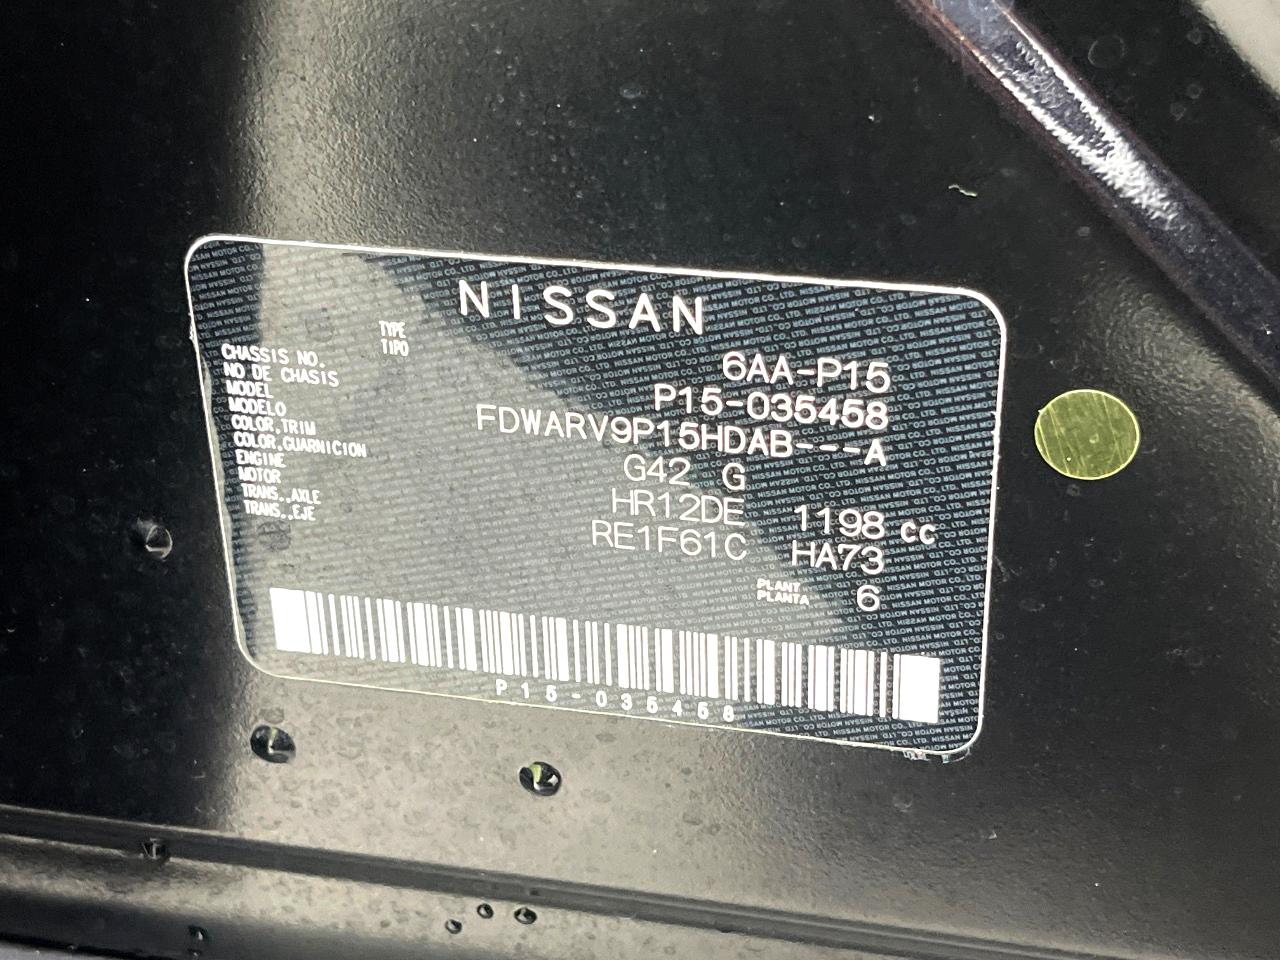 NISSAN
TYPE
TIPO 6AA-P15
CHASSIS NO.
NO DE CHASIS P15-035458
MODEL
MODELO FDWARV9P15HDAB---A
COLOR,TRIM
COLOR,GUARNICION G42 G
ENGINE
MOTOR HR12DE 1198 cc
TRANS.,AXLE
TRANS.,EJE RE1F61C HA73
PLANT
PLANTA 6
P15-035458